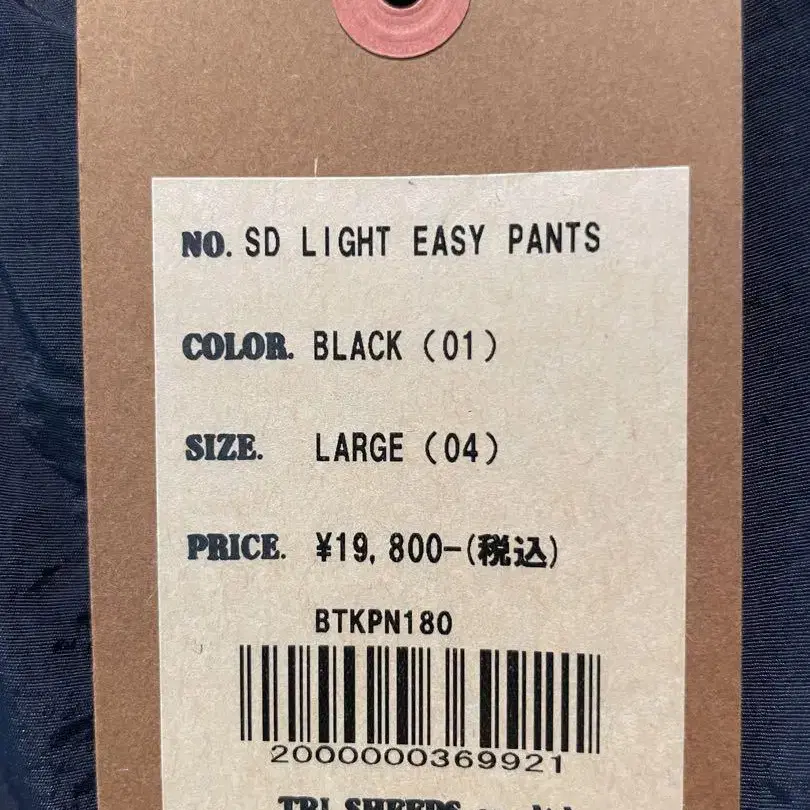 NO. SD LIGHT EASY PANTS
COLOR. BLACK (01)
SIZE. LARGE (04)
PRICE. ¥19,800-(税込)
BTKPN180
2000000369921